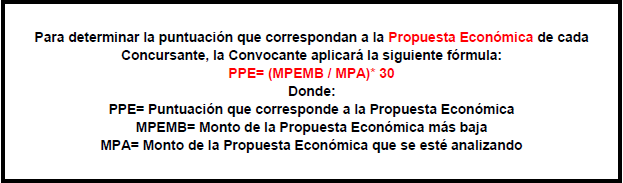 Para determinar la puntuación que correspondan a la Propuesta Económica de cada
Concursante, la Convocante aplicará la siguiente fórmula:
PPE= (MPEMB / MPA)* 30
Donde:
PPE= Puntuación que corresponde a la Propuesta Económica
MPEMB= Monto de la Propuesta Económica más baja
MPA= Monto de la Propuesta Económica que se esté analizando